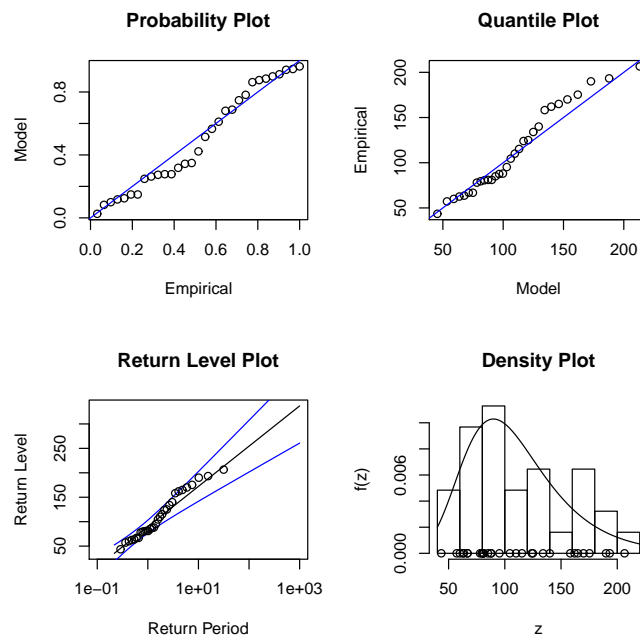 Probability Plot
Model
0.0 0.4 0.8
0.0 0.2 0.4 0.6 0.8 1.0
Empirical
Quantile Plot
Empirical
50 100 150 200
50 100 150 200
Model
Return Level Plot
Return Level
50 150 250
1e−01 1e+01 1e+03
Return Period
Density Plot
f(z)
0.000 0.006
50 100 150 200
z